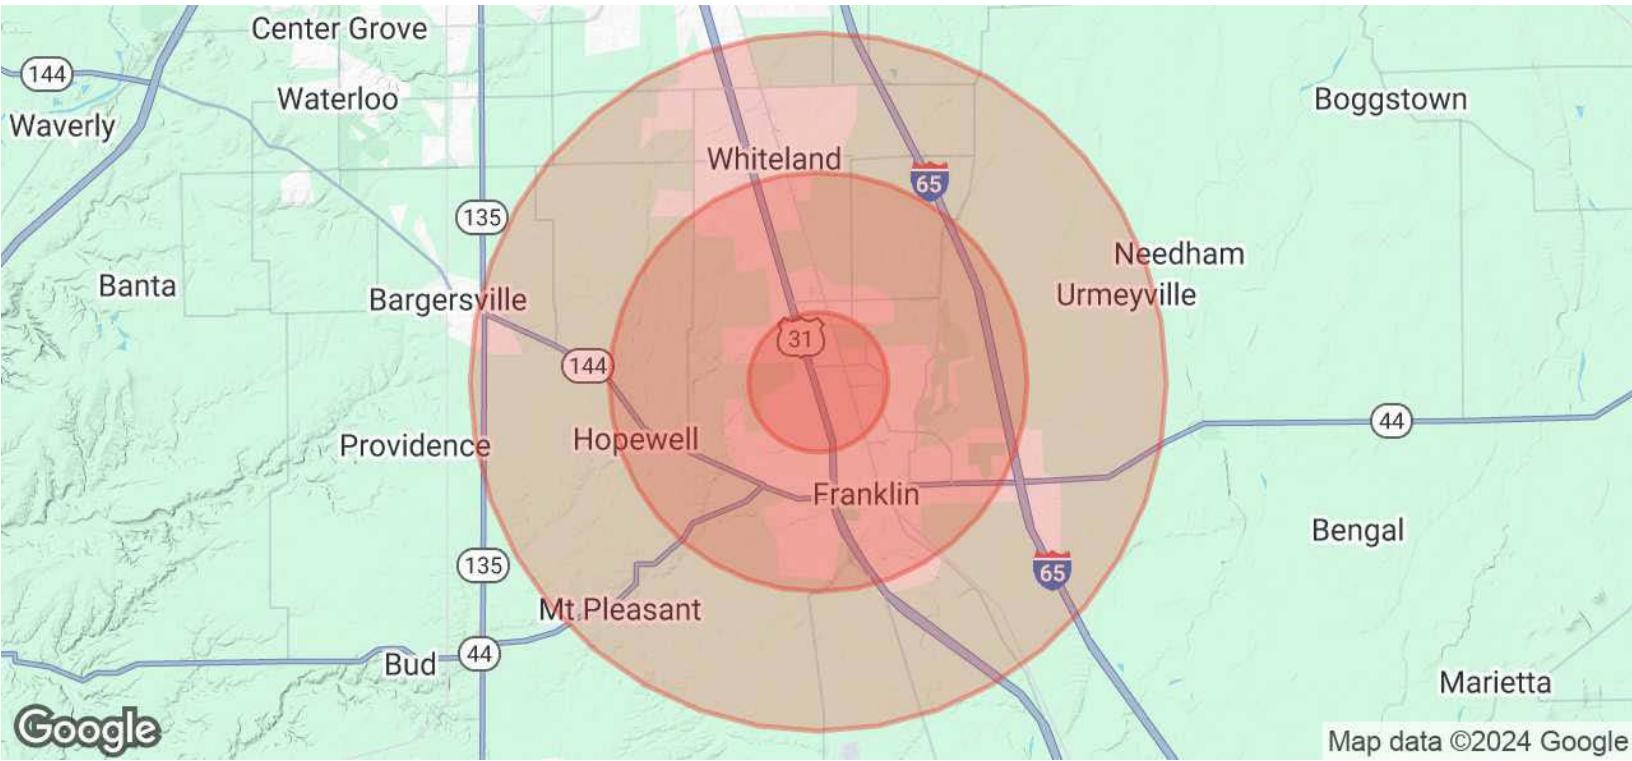 Center Grove
144
Waterloo
Boggstown
Waverly
Whiteland
65
135
Needham
Banta
Bargersville
Urmeyville
31
144
44
Providence
Hopewell
Franklin
Bengal
135
65
Mt Pleasant
Bud
44
Marietta
Google
Map data ©2024 Google